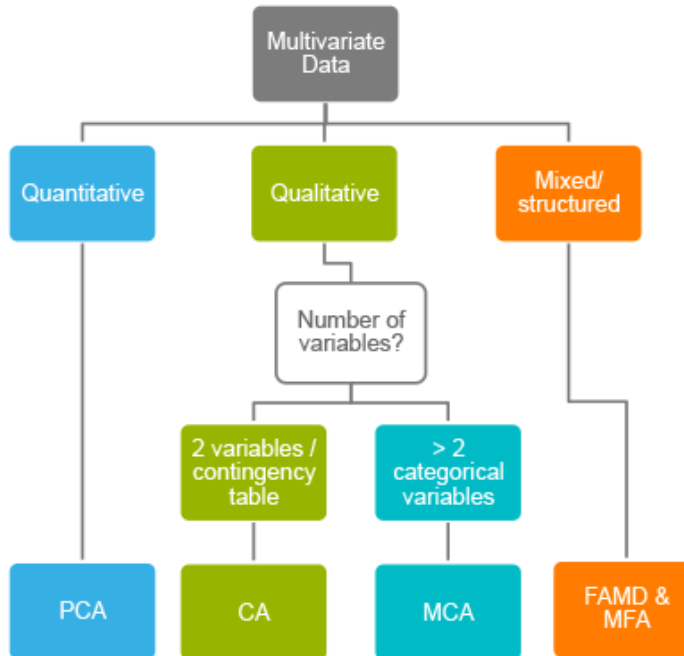 Multivariate
Data
Quantitative
Qualitative
Mixed/
structured
Number of
variables?
2 variables /
contingency
table
> 2
categorical
variables
PCA
CA
MCA
FAMD &
MFA